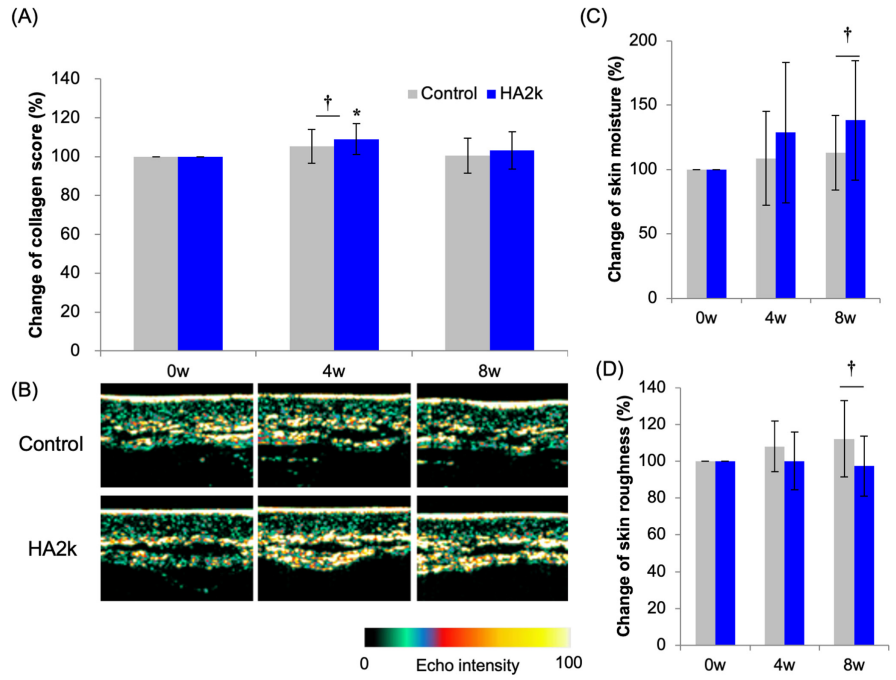 (A)
Change of collagen score (%)
140
120
100
80
60
40
20
0
Control
HA2k
†
*
0w
4w
8w
(B)
Control
HA2k
0
Echo intensity
100
(C)
Change of skin moisture (%)
200
150
100
50
0
†
0w
4w
8w
(D)
Change of skin roughness (%)
140
120
100
80
60
40
20
0
†
0w
4w
8w